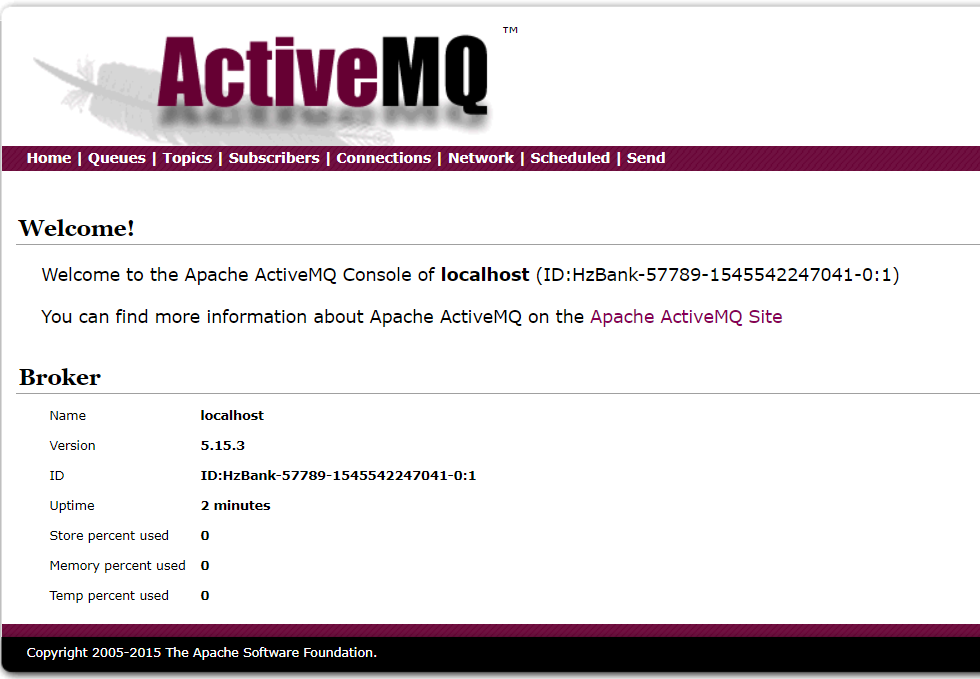 ActiveMQ™
Home | Queues | Topics | Subscribers | Connections | Network | Scheduled | Send
Welcome!
Welcome to the Apache ActiveMQ Console of localhost (ID:HzBank-57789-1545542247041-0:1)
You can find more information about Apache ActiveMQ on the Apache ActiveMQ Site
Broker
Name localhost
Version 5.15.3
ID ID:HzBank-57789-1545542247041-0:1
Uptime 2 minutes
Store percent used 0
Memory percent used 0
Temp percent used 0
Copyright 2005-2015 The Apache Software Foundation.